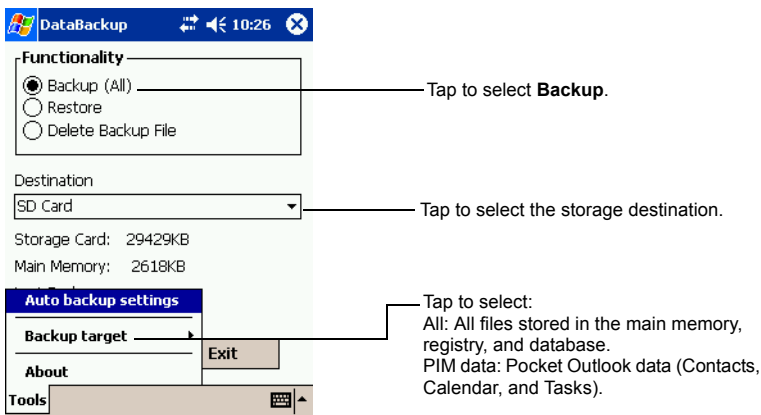 DataBackup 10:26
Functionality
Backup (All)
Tap to select Backup.
Restore
Delete Backup File
Destination
SD Card
Tap to select the storage destination.
Storage Card: 29429KB
Main Memory: 2618KB
Auto backup settings
Backup target
About
Exit
Tools
Tap to select:
All: All files stored in the main memory,
registry, and database.
PIM data: Pocket Outlook data (Contacts,
Calendar, and Tasks).